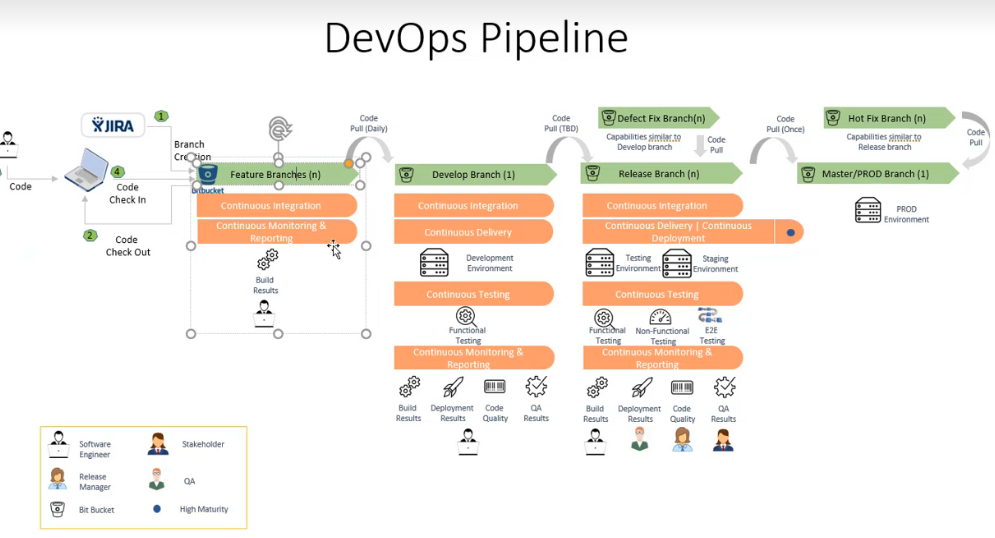 DevOps Pipeline
JIRA
1
Branch
Creation
Code
4
Code
Check In
2
Code
Check Out
Bitbucket
Feature Branches (n)
Continuous Integration
Continuous Monitoring &
Reporting
Build
Results
Code
Pull (Daily)
Develop Branch (1)
Continuous Integration
Continuous Delivery
Development
Environment
Continuous Testing
Functional
Testing
Continuous Monitoring &
Reporting
Build
Results
Deployment
Results
Code
Quality
QA
Results
Code
Pull (TBD)
Defect Fix Branch(n)
Capabilities similar to
Develop branch
Code
Pull
Release Branch (n)
Continuous Integration
Continuous Delivery | Continuous
Deployment
Testing
Environment
Staging
Environment
Continuous Testing
Functional
Testing
Non-Functional
Testing
E2E
Testing
Continuous Monitoring &
Reporting
Build
Results
Deployment
Results
Code
Quality
QA
Results
Code
Pull (Once)
Hot Fix Branch (n)
Capabilities similar to
Release branch
Code
Pull
Master/PROD Branch (1)
PROD
Environment
Software
Engineer
Stakeholder
Release
Manager
QA
Bit Bucket
High Maturity